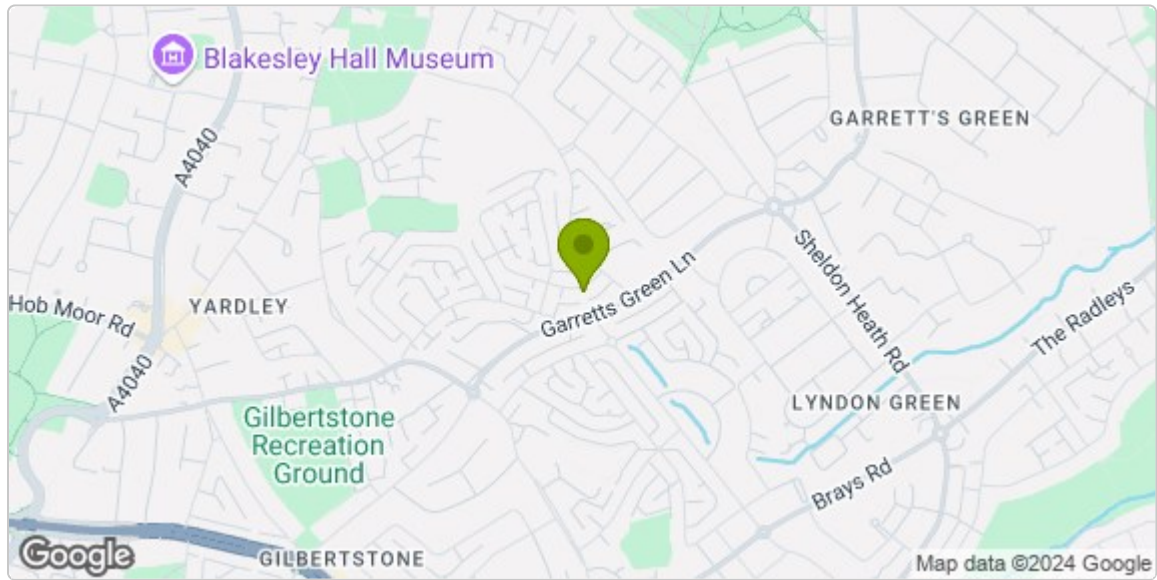 Blakesley Hall Museum
A4040
GARRETT'S GREEN
Sheldon Heath Rd
Garretts Green Ln
Hob Moor Rd
YARDLEY
The Radleys
A4040
Gilbertstone
Recreation
Ground
LYNDON GREEN
Brays Rd
GILBERTSTONE
Google
Map data ©2024 Google